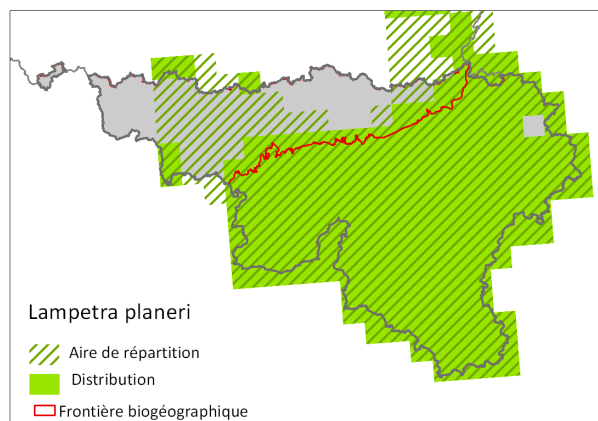 Lampetra planeri
Aire de répartition
Distribution
Frontière biogéographique